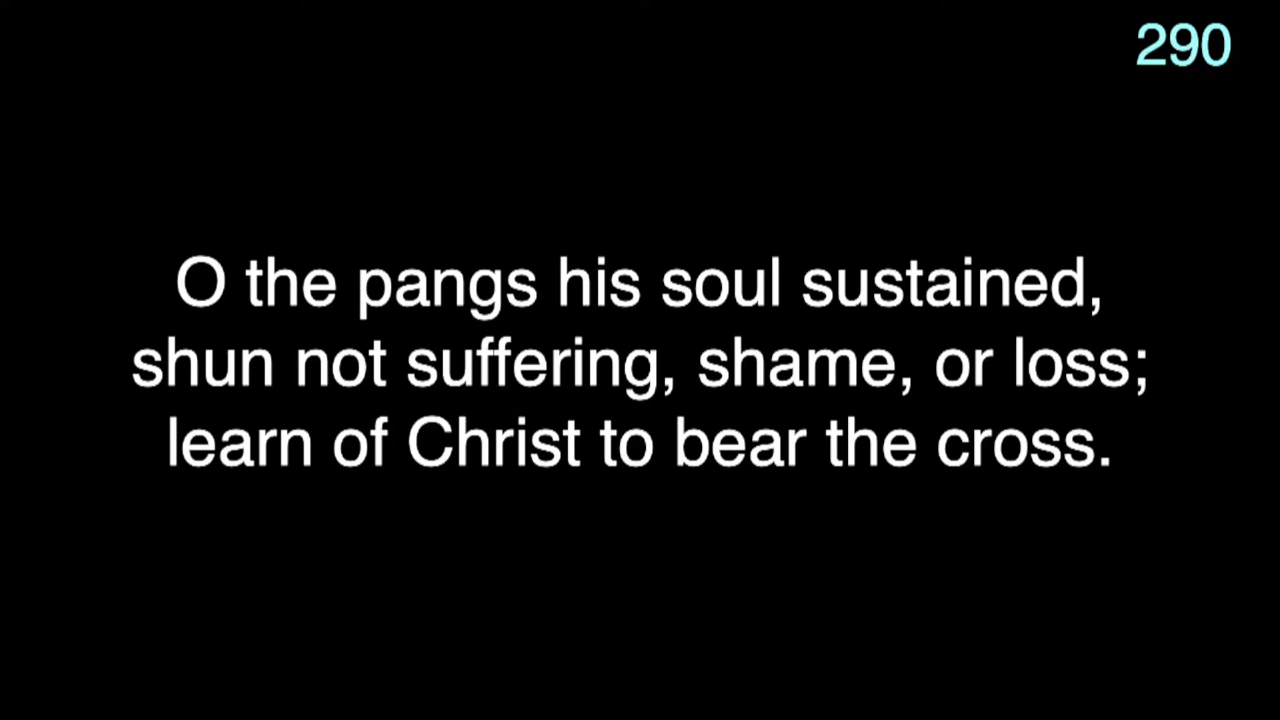 290
O the pangs his soul sustained,
shun not suffering, shame, or loss;
learn of Christ to bear the cross.